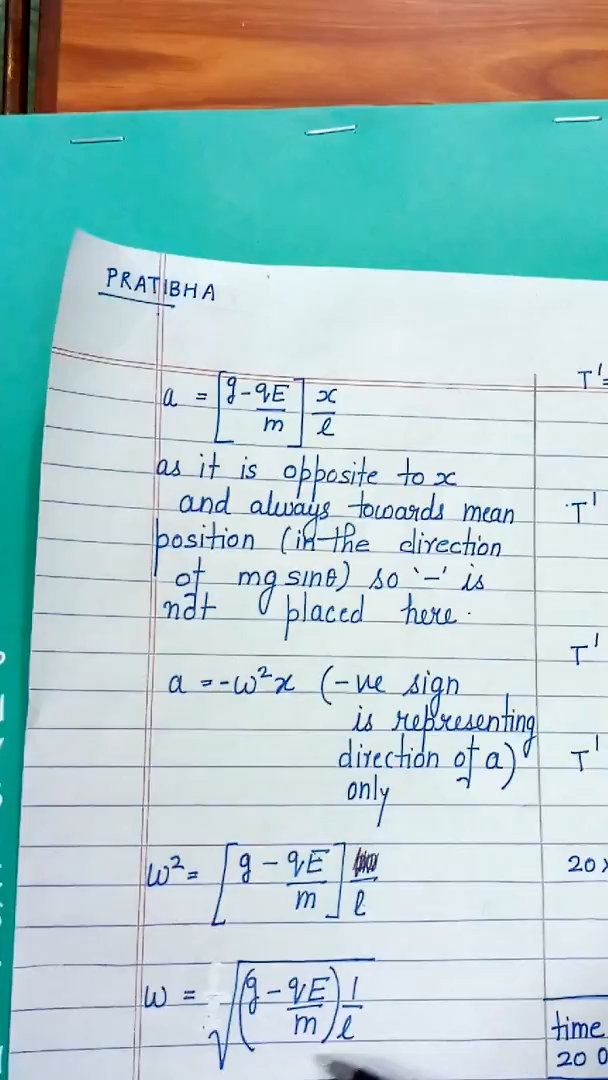 PRATIBHA
a = [g - qE/m] x/l
as it is opposite to x
and always towards mean
position (in the direction
of mg sinθ) so '-' is
not placed here.
a = -ω²x (-ve sign
is representing
direction of a)
only
ω² = [g - qE/m] /l
ω = √(g - qE/m) 1/l
T' =
T'
T'
T'
20 x
time
20 0